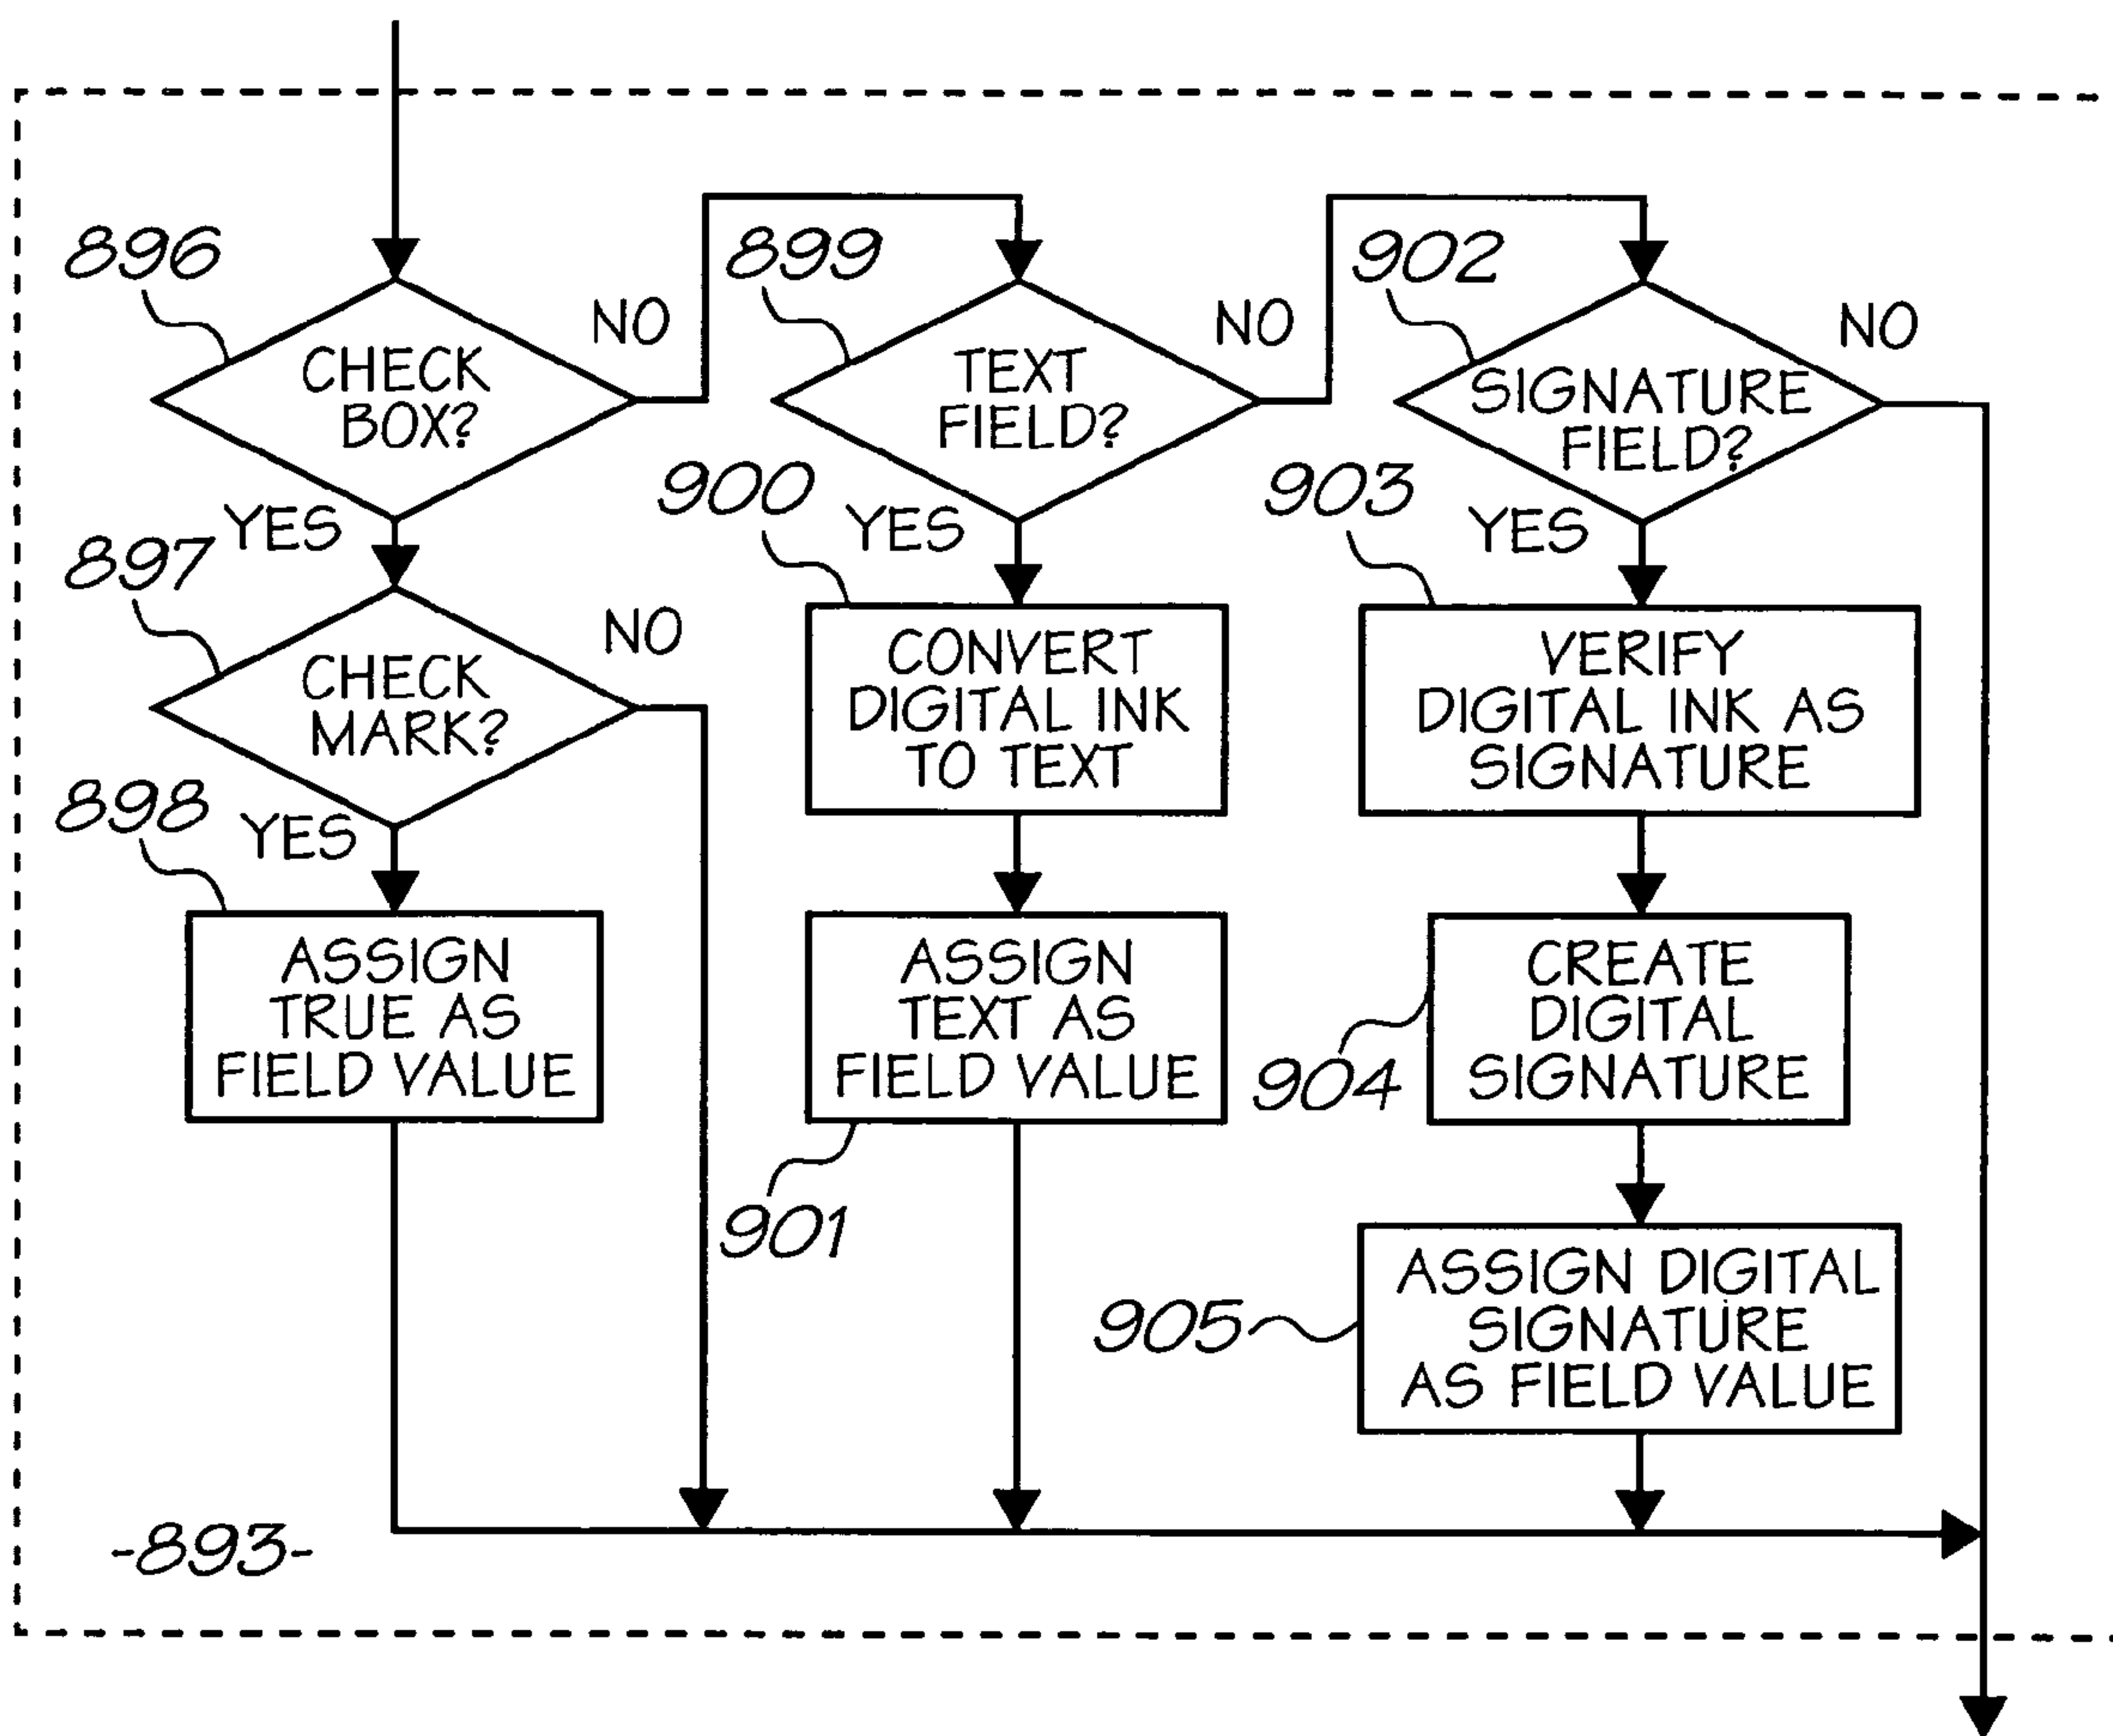 896
CHECK
BOX?
NO
YES
897
CHECK
MARK?
NO
YES
898
ASSIGN
TRUE AS
FIELD VALUE
899
TEXT
FIELD?
NO
YES
900
CONVERT
DIGITAL INK
TO TEXT
ASSIGN
TEXT AS
FIELD VALUE
901
902
SIGNATURE
FIELD?
NO
YES
903
VERIFY
DIGITAL INK AS
SIGNATURE
CREATE
DIGITAL
SIGNATURE
904
ASSIGN DIGITAL
SIGNATURE
AS FIELD VALUE
905
-893-